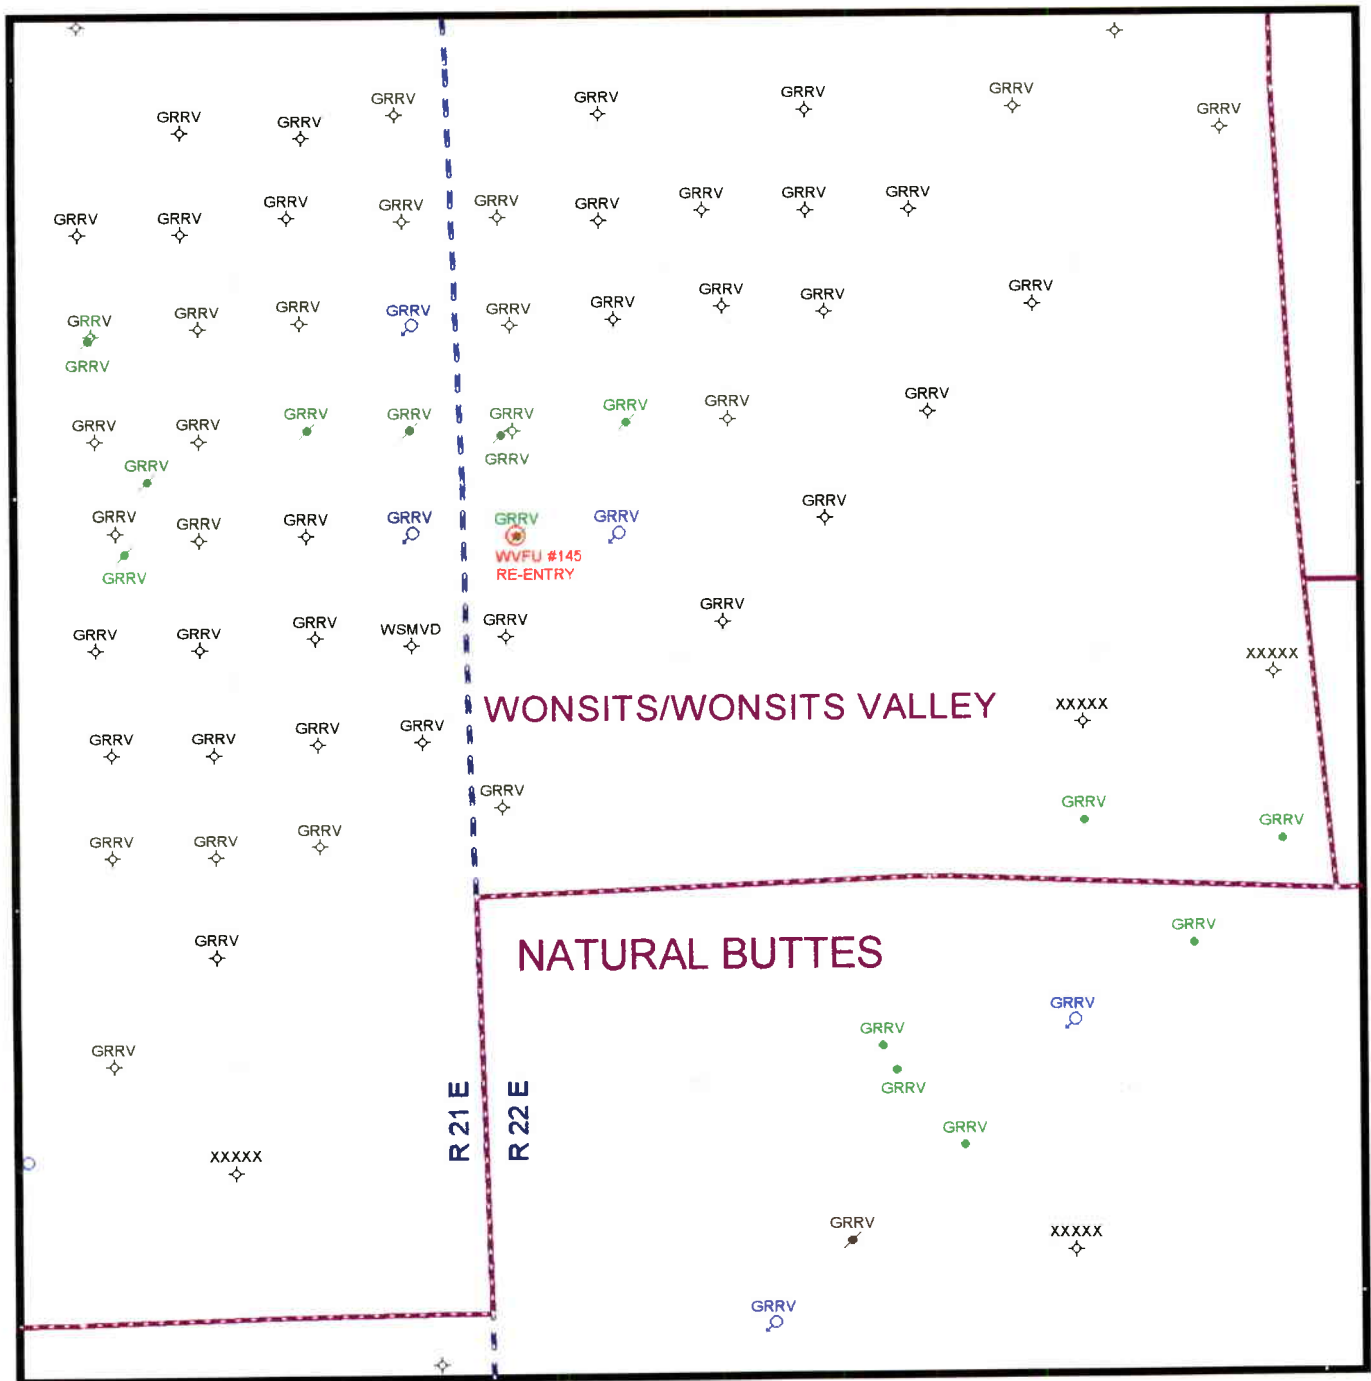 GRRV GRRV GRRV GRRV GRRV GRRV GRRV
GRRV GRRV GRRV GRRV GRRV GRRV GRRV GRRV GRRV
GRRV GRRV GRRV GRRV GRRV GRRV GRRV GRRV GRRV
GRRV
GRRV GRRV GRRV GRRV GRRV GRRV GRRV GRRV
GRRV GRRV
GRRV GRRV GRRV GRRV GRRV GRRV GRRV
WVFU #145
RE-ENTRY
GRRV
GRRV GRRV GRRV WSMVD GRRV GRRV
XXXXX
WONSITS/WONSITS VALLEY
XXXXX
GRRV GRRV GRRV GRRV
GRRV GRRV GRRV
GRRV GRRV GRRV
GRRV
GRRV
NATURAL BUTTES
GRRV
GRRV
GRRV
GRRV
GRRV
R 21 E
R 22 E
GRRV
XXXXX
GRRV
XXXXX
GRRV